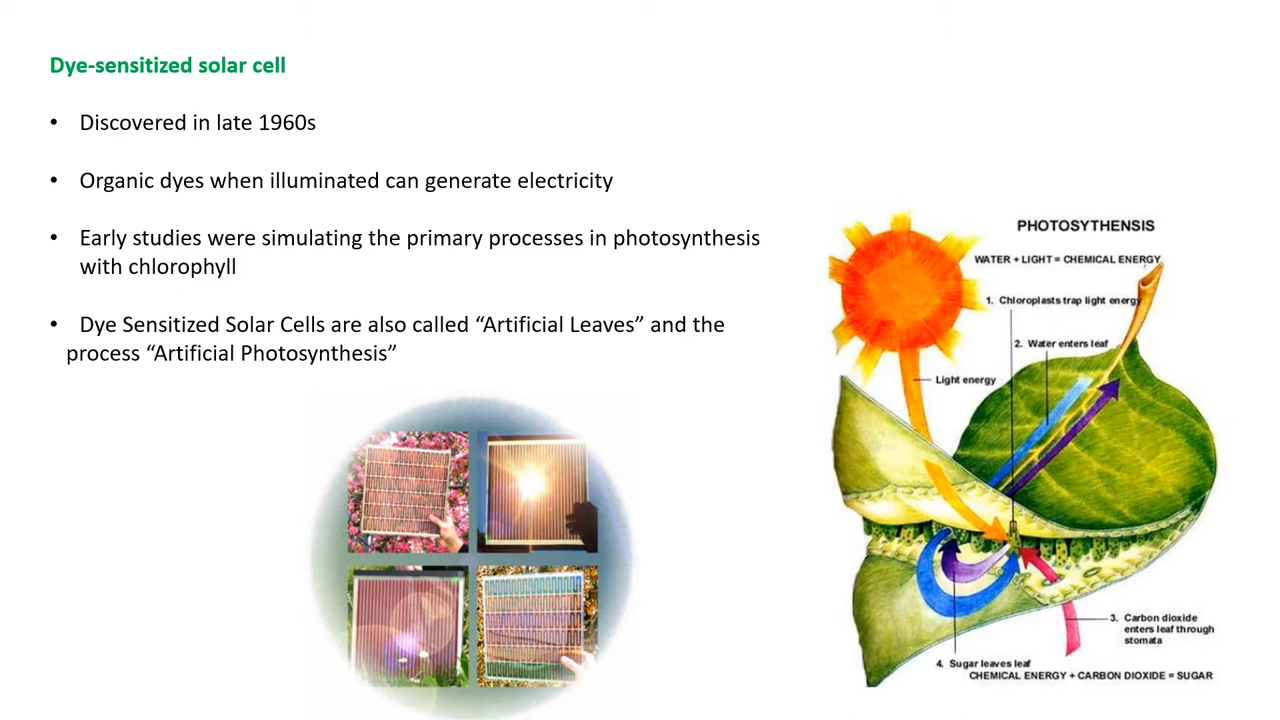 Dye-sensitized solar cell
• Discovered in late 1960s
• Organic dyes when illuminated can generate electricity
• Early studies were simulating the primary processes in photosynthesis
with chlorophyll
• Dye Sensitized Solar Cells are also called “Artificial Leaves” and the
process “Artificial Photosynthesis”
PHOTOSYTHENSIS
WATER + LIGHT = CHEMICAL ENERGY
1. Chloroplasts trap light energy
2. Water enters leaf
Light energy
3. Carbon dioxide
enters leaf through
stomata
4. Sugar leaves leaf
CHEMICAL ENERGY + CARBON DIOXIDE = SUGAR